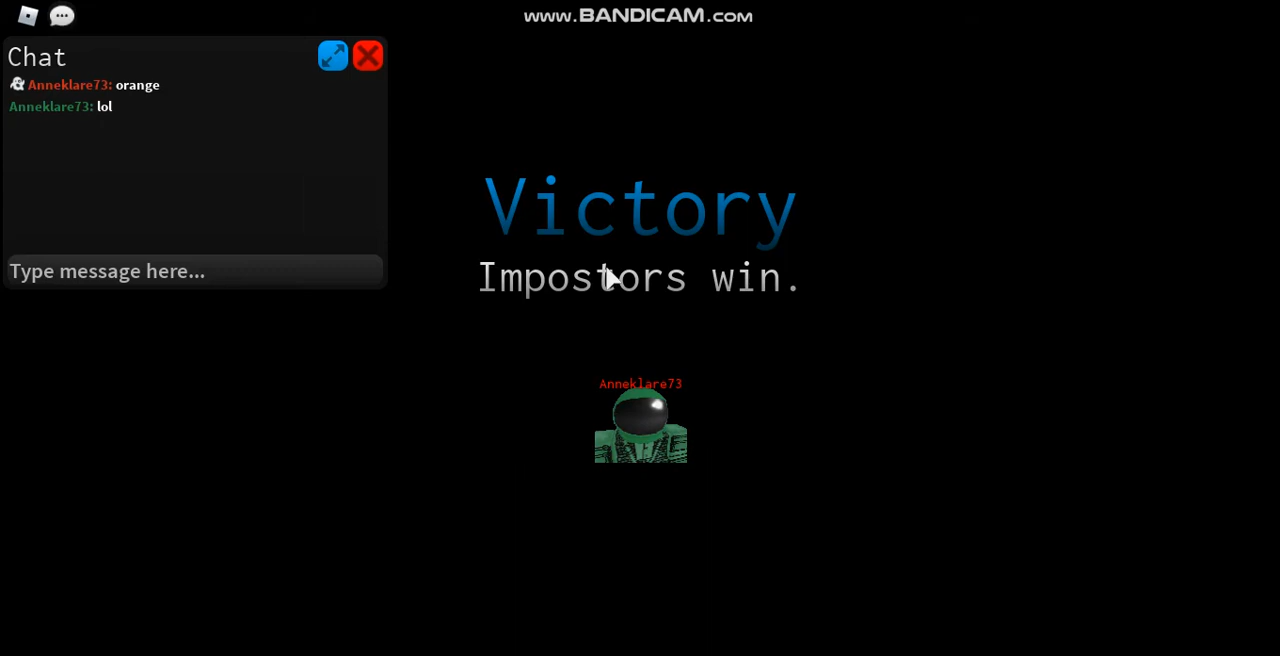 www.BANDICAM.com
Chat
Anneklare73: orange
Anneklare73: lol
Type message here...
Victory
Impostors win.
Anneklare73